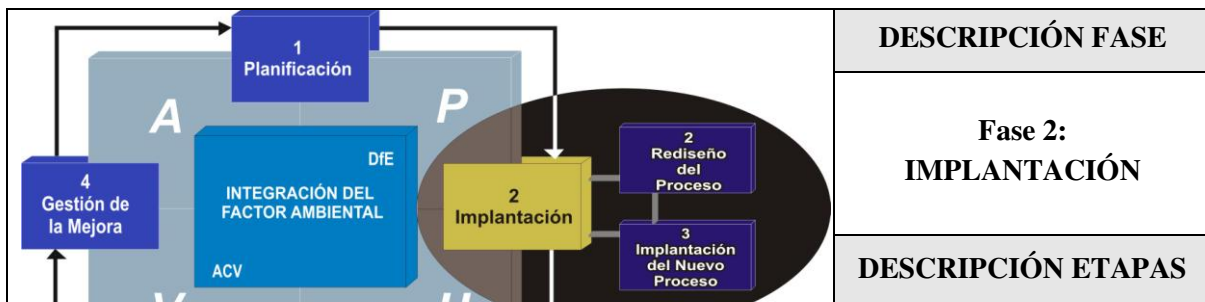 1
Planificación
A
P
DfE
INTEGRACIÓN DEL
FACTOR AMBIENTAL
ACV
4
Gestión de
la Mejora
2
Implantación
2
Rediseño
del
Proceso
3
Implantación
del Nuevo
Proceso
DESCRIPCIÓN FASE
Fase 2:
IMPLANTACIÓN
DESCRIPCIÓN ETAPAS